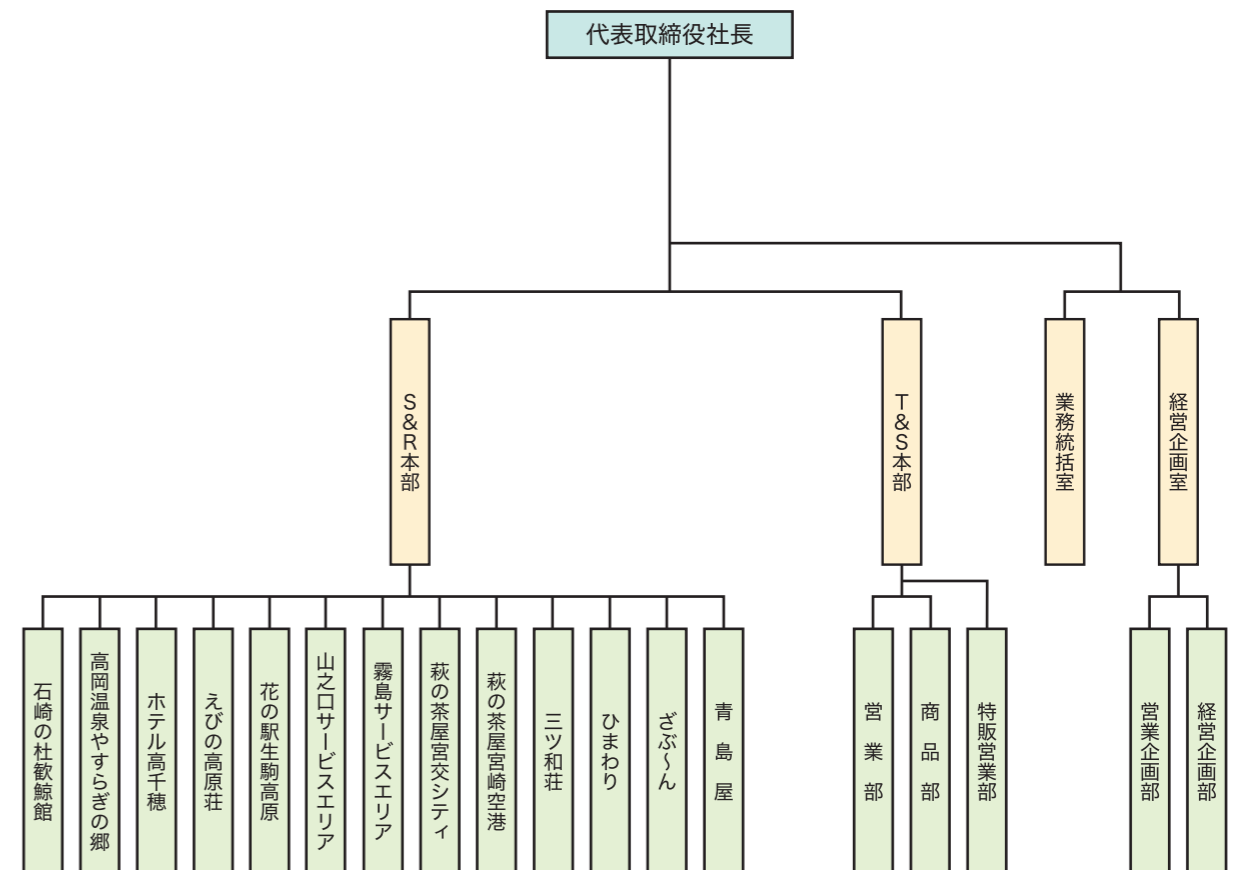 代表取締役社長
S&R本部
T&S本部
業務統括室
経営企画室
石崎の杜歓鯨館
高岡温泉やすらぎの郷
ホテル高千穂
えびの高原荘
花の駅生駒高原
山之口サービスエリア
霧島サービスエリア
萩の茶屋宮交シティ
萩の茶屋宮崎空港
三ツ和荘
ひまわり
ざぶ〜ん
青島屋
営業部
商品部
特販営業部
営業企画部
経営企画部